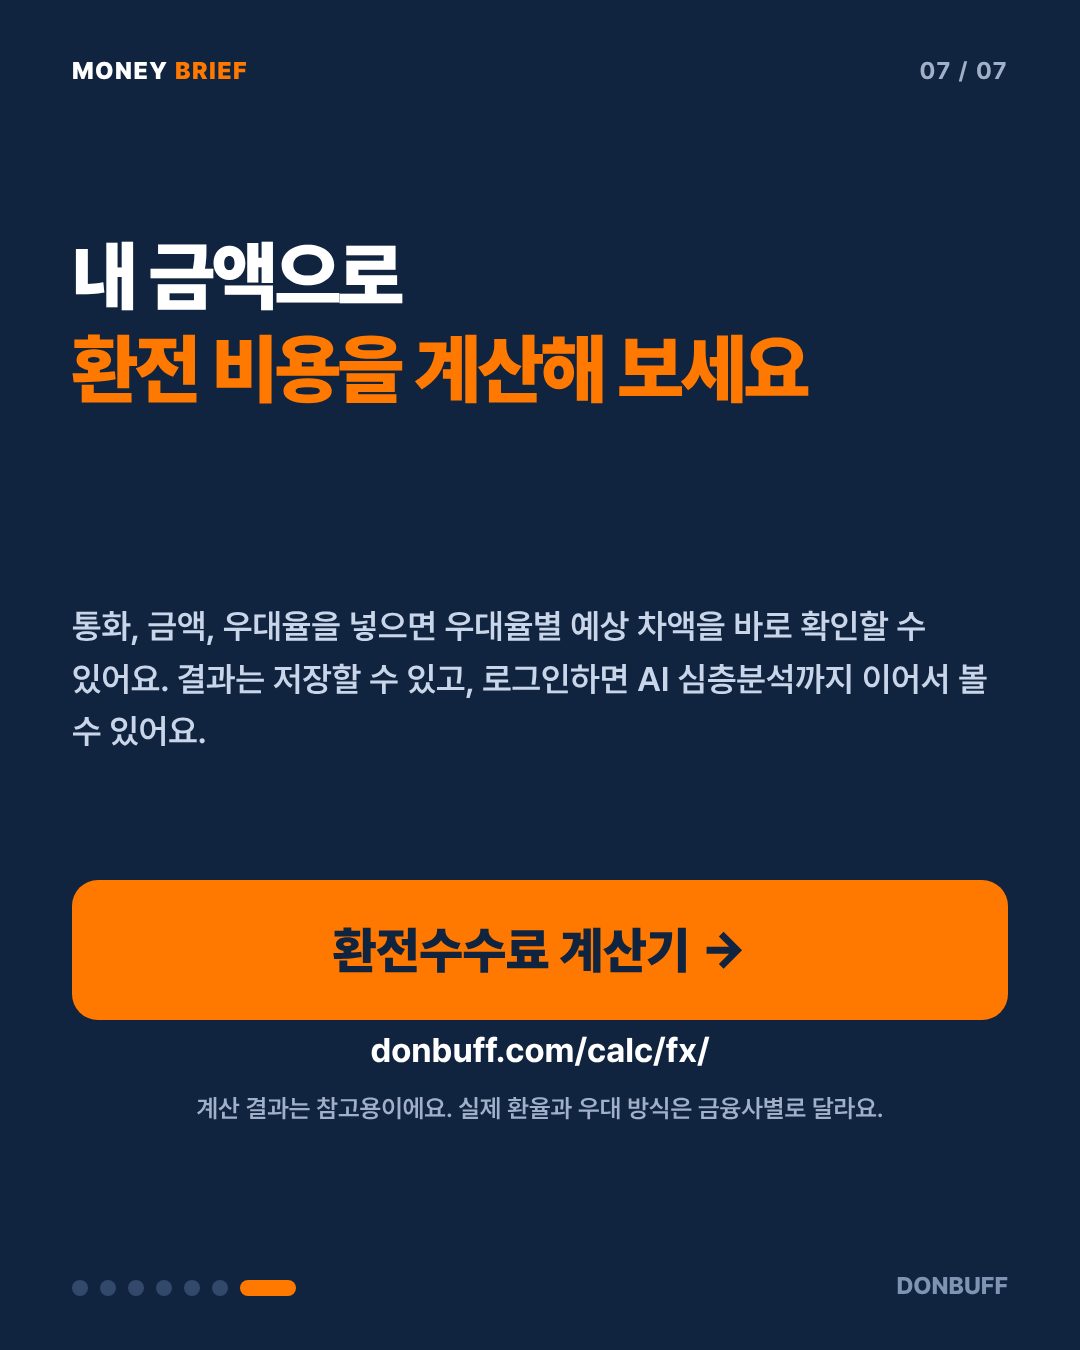 MONEY BRIEF
07 / 07
내 금액으로
환전 비용을 계산해 보세요
통화, 금액, 우대율을 넣으면 우대율별 예상 차액을 바로 확인할 수
있어요. 결과는 저장할 수 있고, 로그인하면 AI 심층분석까지 이어서 볼
수 있어요.
환전수수료 계산기 →
donbuff.com/calc/fx/
계산 결과는 참고용이에요. 실제 환율과 우대 방식은 금융사별로 달라요.
DONBUFF